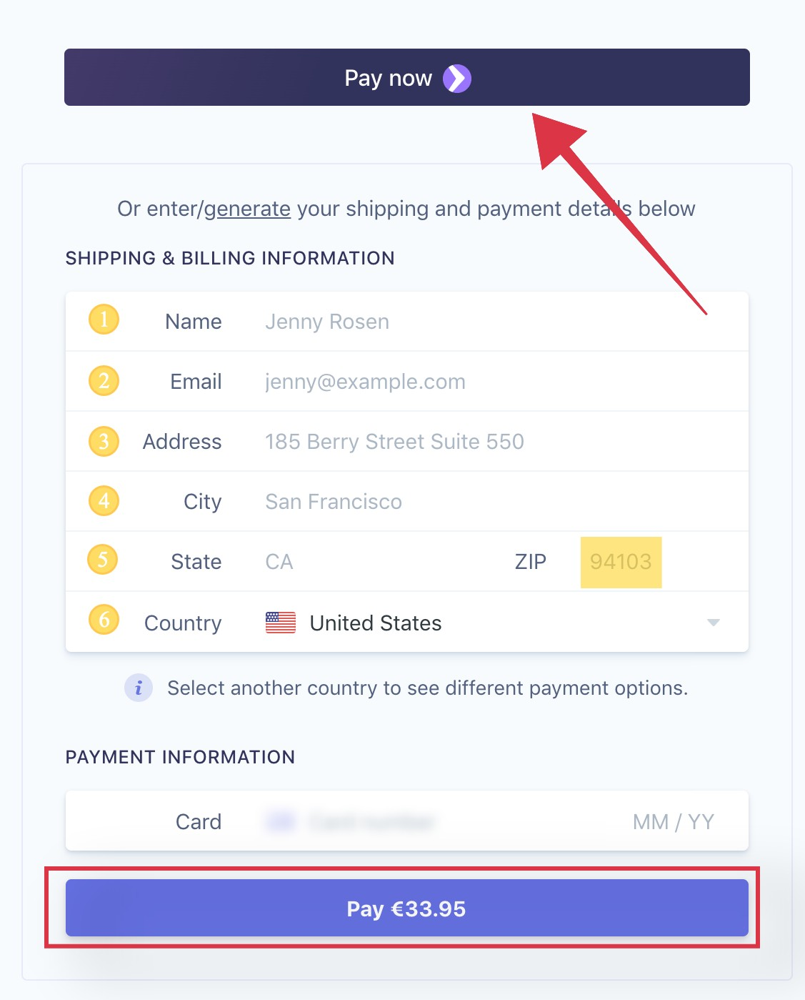 Pay now
Or enter/generate your shipping and payment details below
SHIPPING & BILLING INFORMATION
1 Name Jenny Rosen
2 Email jenny@example.com
3 Address 185 Berry Street Suite 550
4 City San Francisco
5 State CA ZIP 94103
6 Country United States
i Select another country to see different payment options.
PAYMENT INFORMATION
Card MM / YY
Pay €33.95